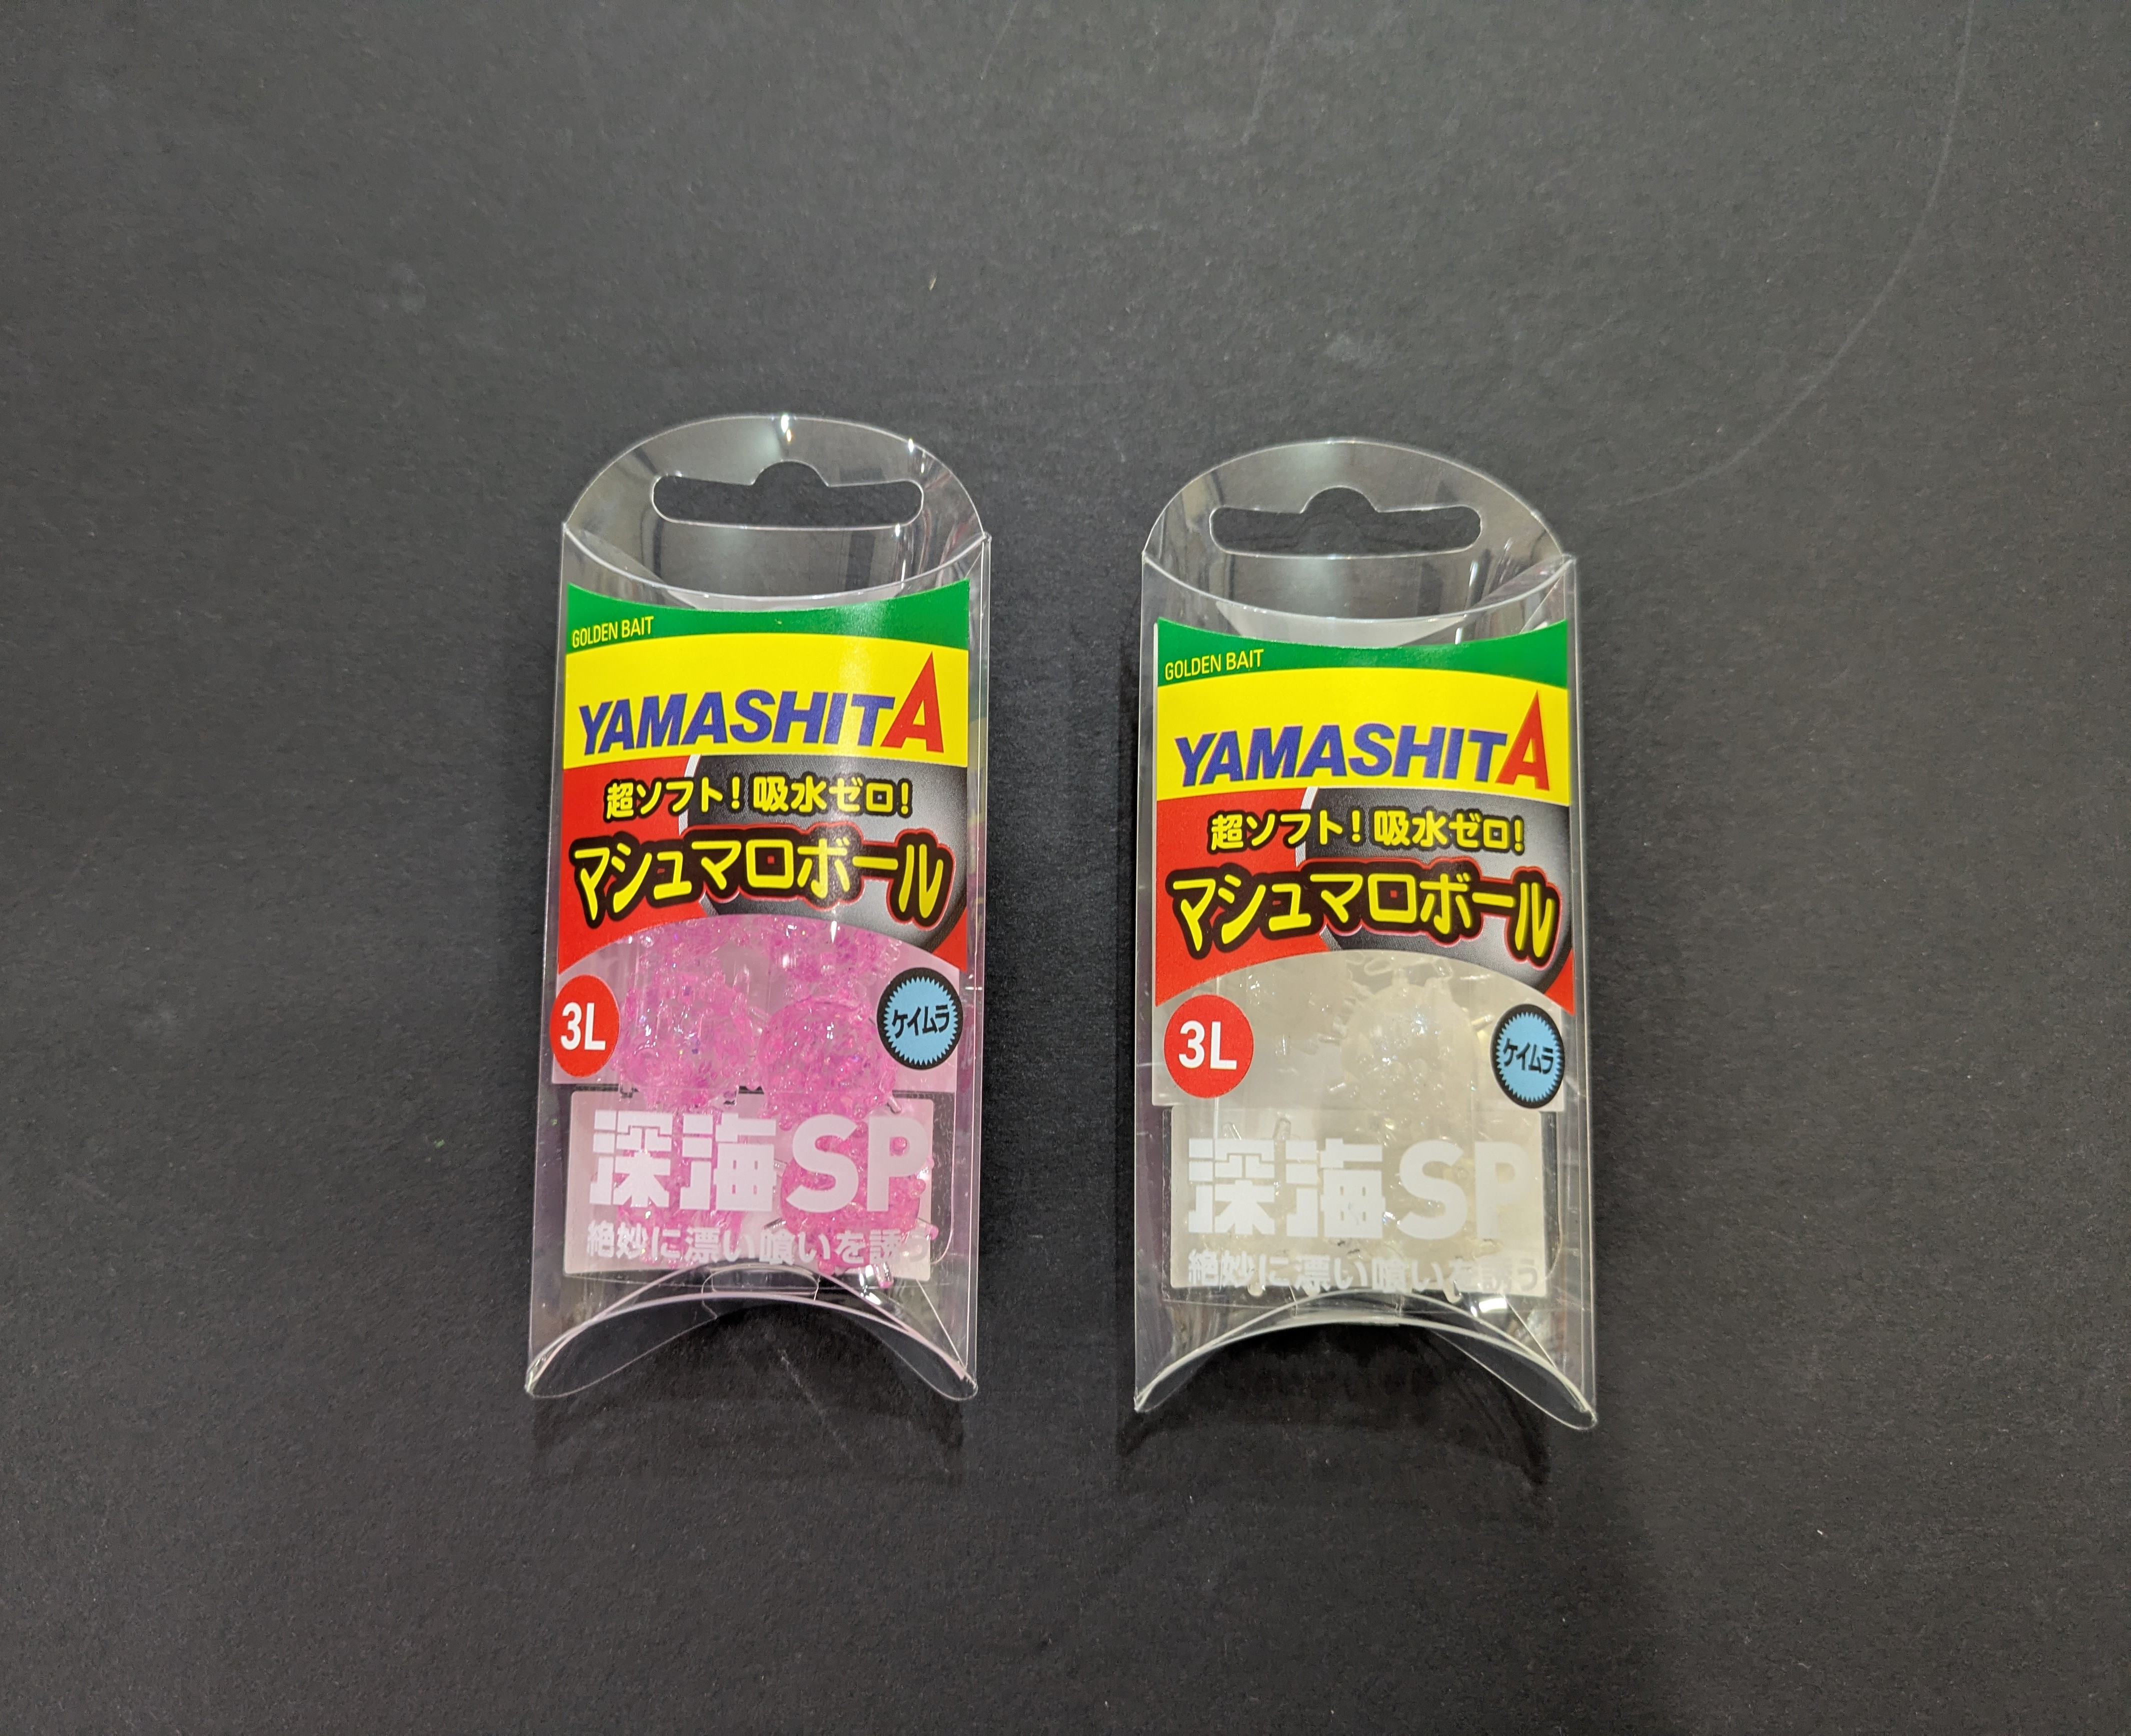 GOLDEN BAIT
YAMASHITA
超ソフト!吸水ゼロ!
マシュマロボール
3L
ケイムラ
深海SP
絶妙に漂い喰いを誘う
GOLDEN BAIT
YAMASHITA
超ソフト!吸水ゼロ!
マシュマロボール
3L
ケイムラ
深海SP
絶妙に漂い喰いを誘う